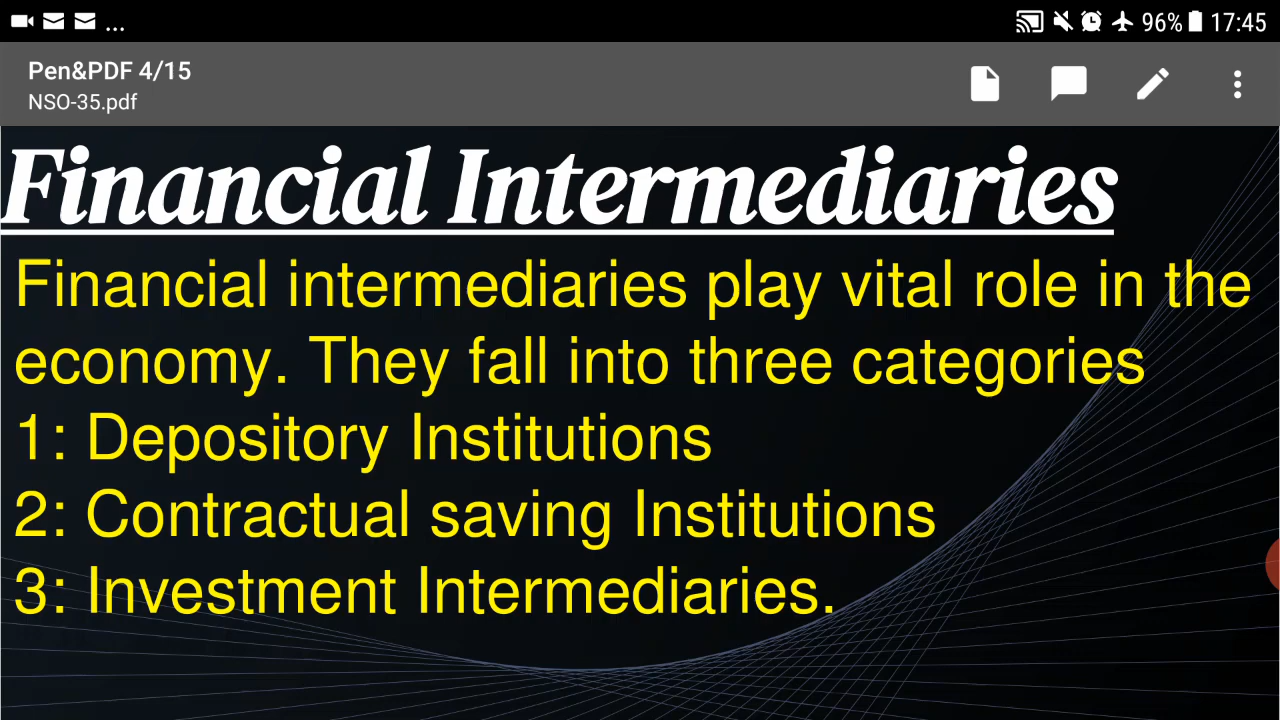 ... 96% 17:45
Pen&PDF 4/15
NSO-35.pdf
Financial Intermediaries
Financial intermediaries play vital role in the
economy. They fall into three categories
1: Depository Institutions
2: Contractual saving Institutions
3: Investment Intermediaries.